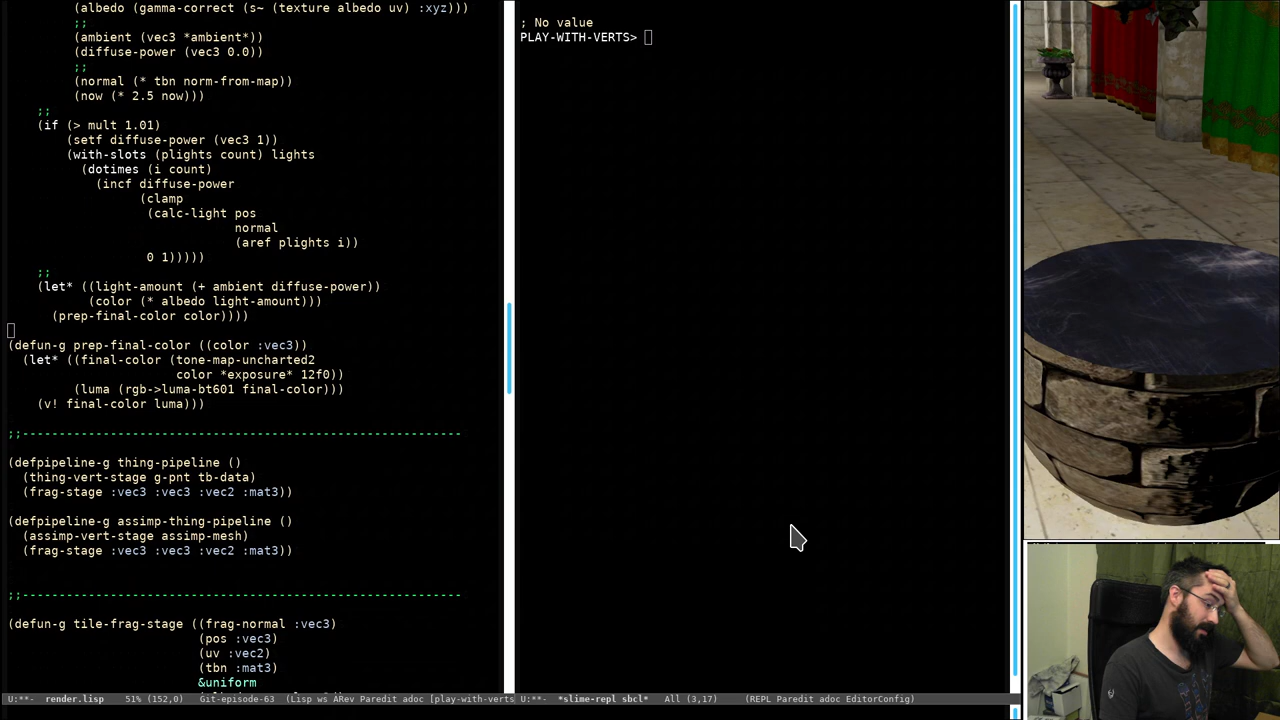 (albedo (gamma-correct (s~ (texture albedo uv) :xyz)))
;;
(ambient (vec3 *ambient*))
(diffuse-power (vec3 0.0))
;;
(normal (* tbn norm-from-map))
(now (* 2.5 now)))
;;
(if (> mult 1.01)
(setf diffuse-power (vec3 1))
(with-slots (plights count) lights
(dotimes (i count)
(incf diffuse-power
(clamp
(calc-light pos
normal
(aref plights i))
0 1)))))
;;
(let* ((light-amount (+ ambient diffuse-power))
(color (* albedo light-amount)))
(prep-final-color color))))
(defun-g prep-final-color ((color :vec3))
(let* ((final-color (tone-map-uncharted2
color *exposure* 12f0))
(luma (rgb->luma-bt601 final-color)))
(v! final-color luma)))
;;------------------------------------------------------------
(defpipeline-g thing-pipeline ()
(thing-vert-stage g-pnt tb-data)
(frag-stage :vec3 :vec3 :vec2 :mat3))
(defpipeline-g assimp-thing-pipeline ()
(assimp-vert-stage assimp-mesh)
(frag-stage :vec3 :vec3 :vec2 :mat3))
;;------------------------------------------------------------
(defun-g tile-frag-stage ((frag-normal :vec3)
(pos :vec3)
(uv :vec2)
(tbn :mat3)
&uniform
U:**-  render.lisp    51% (152,0)    Git-episode-63  (Lisp ws ARev Paredit adoc [play-with-verts
; No value
PLAY-WITH-VERTS>
U:**-  *slime-repl sbcl*   All (3,17)     (REPL Paredit adoc EditorConfig)